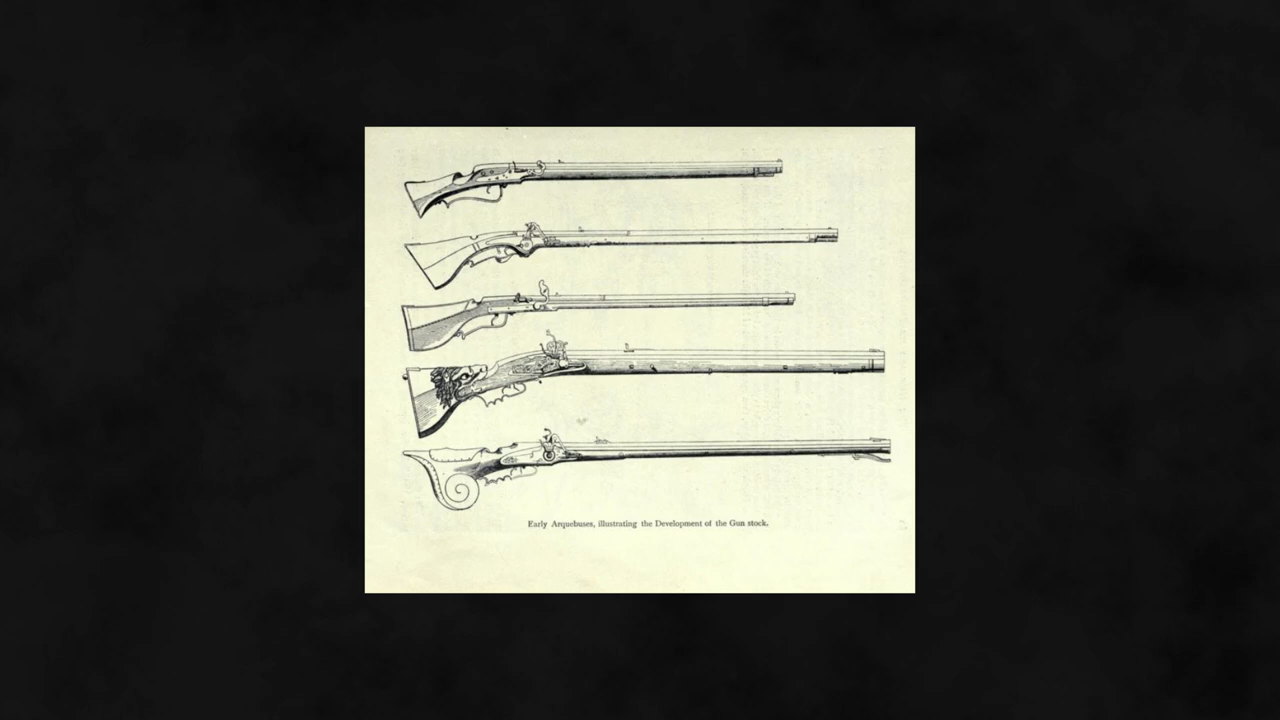 Early Arquebuses, illustrating the Development of the Gun stock.